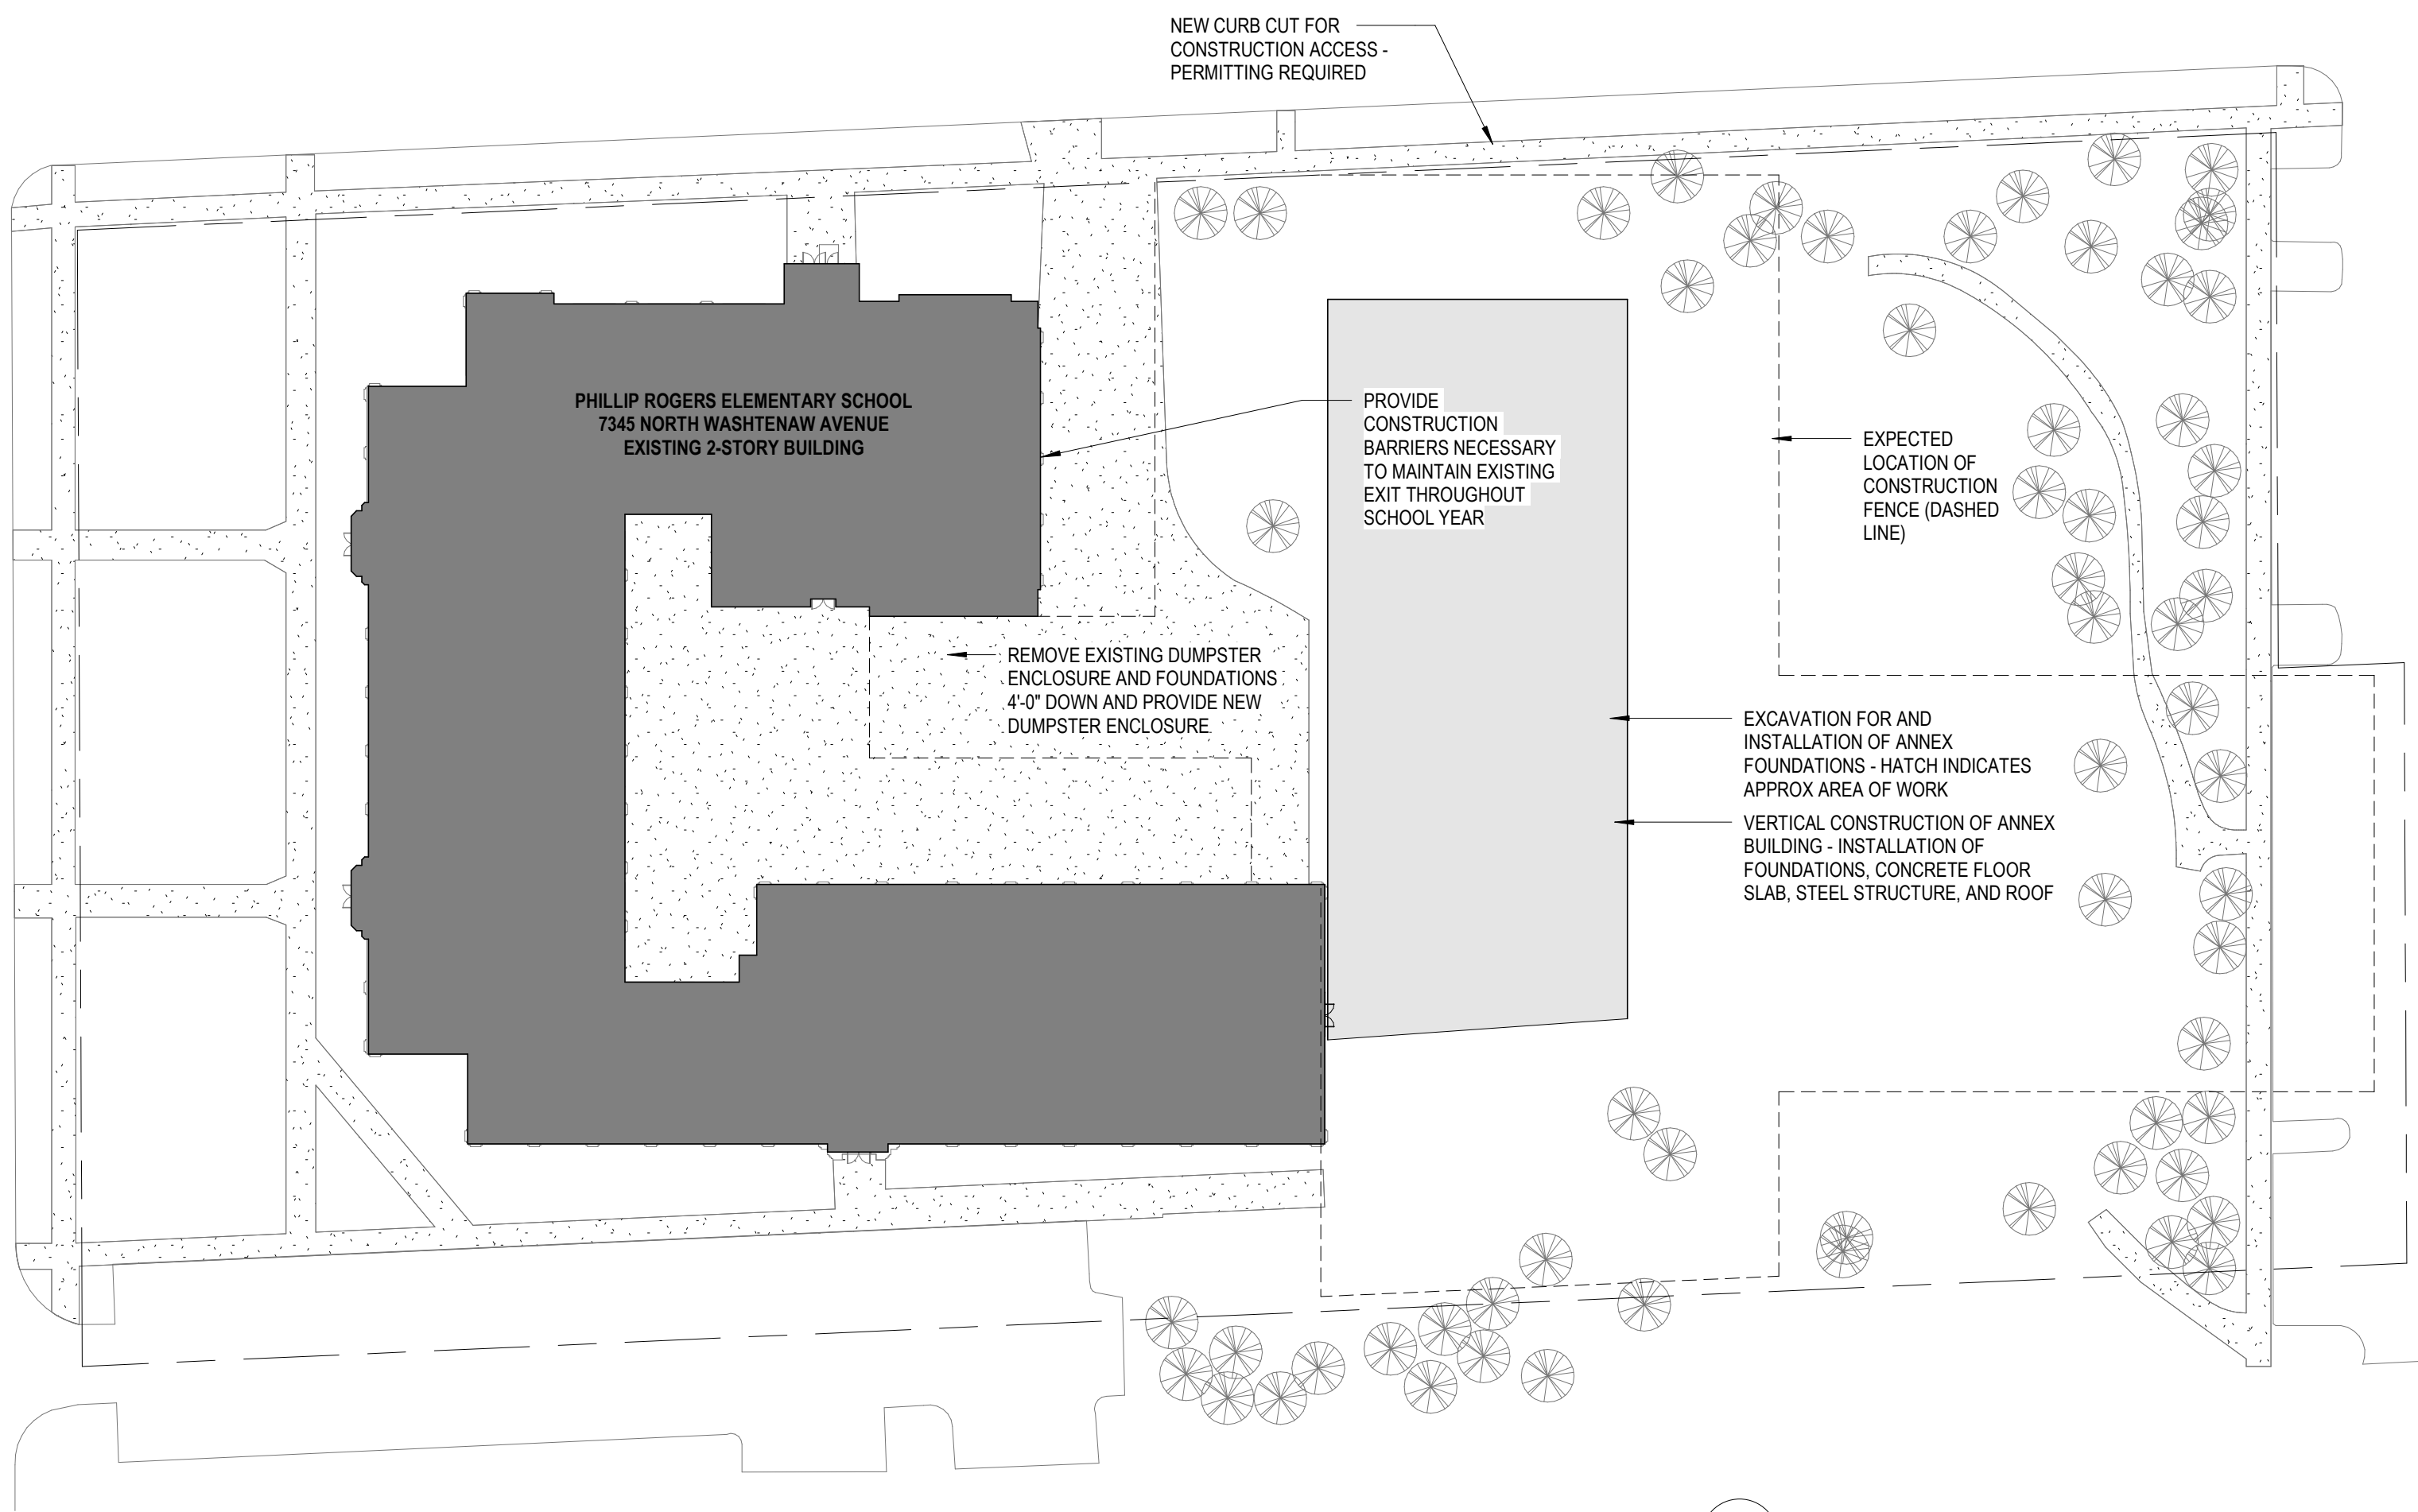 NEW CURB CUT FOR
CONSTRUCTION ACCESS -
PERMITTING REQUIRED
PHILLIP ROGERS ELEMENTARY SCHOOL
7345 NORTH WASHTENAW AVENUE
EXISTING 2-STORY BUILDING
PROVIDE
CONSTRUCTION
BARRIERS NECESSARY
TO MAINTAIN EXISTING
EXIT THROUGHOUT
SCHOOL YEAR
EXPECTED
LOCATION OF
CONSTRUCTION
FENCE (DASHED
LINE)
REMOVE EXISTING DUMPSTER
ENCLOSURE AND FOUNDATIONS
4'-0" DOWN AND PROVIDE NEW
DUMPSTER ENCLOSURE
EXCAVATION FOR AND
INSTALLATION OF ANNEX
FOUNDATIONS - HATCH INDICATES
APPROX AREA OF WORK
VERTICAL CONSTRUCTION OF ANNEX
BUILDING - INSTALLATION OF
FOUNDATIONS, CONCRETE FLOOR
SLAB, STEEL STRUCTURE, AND ROOF